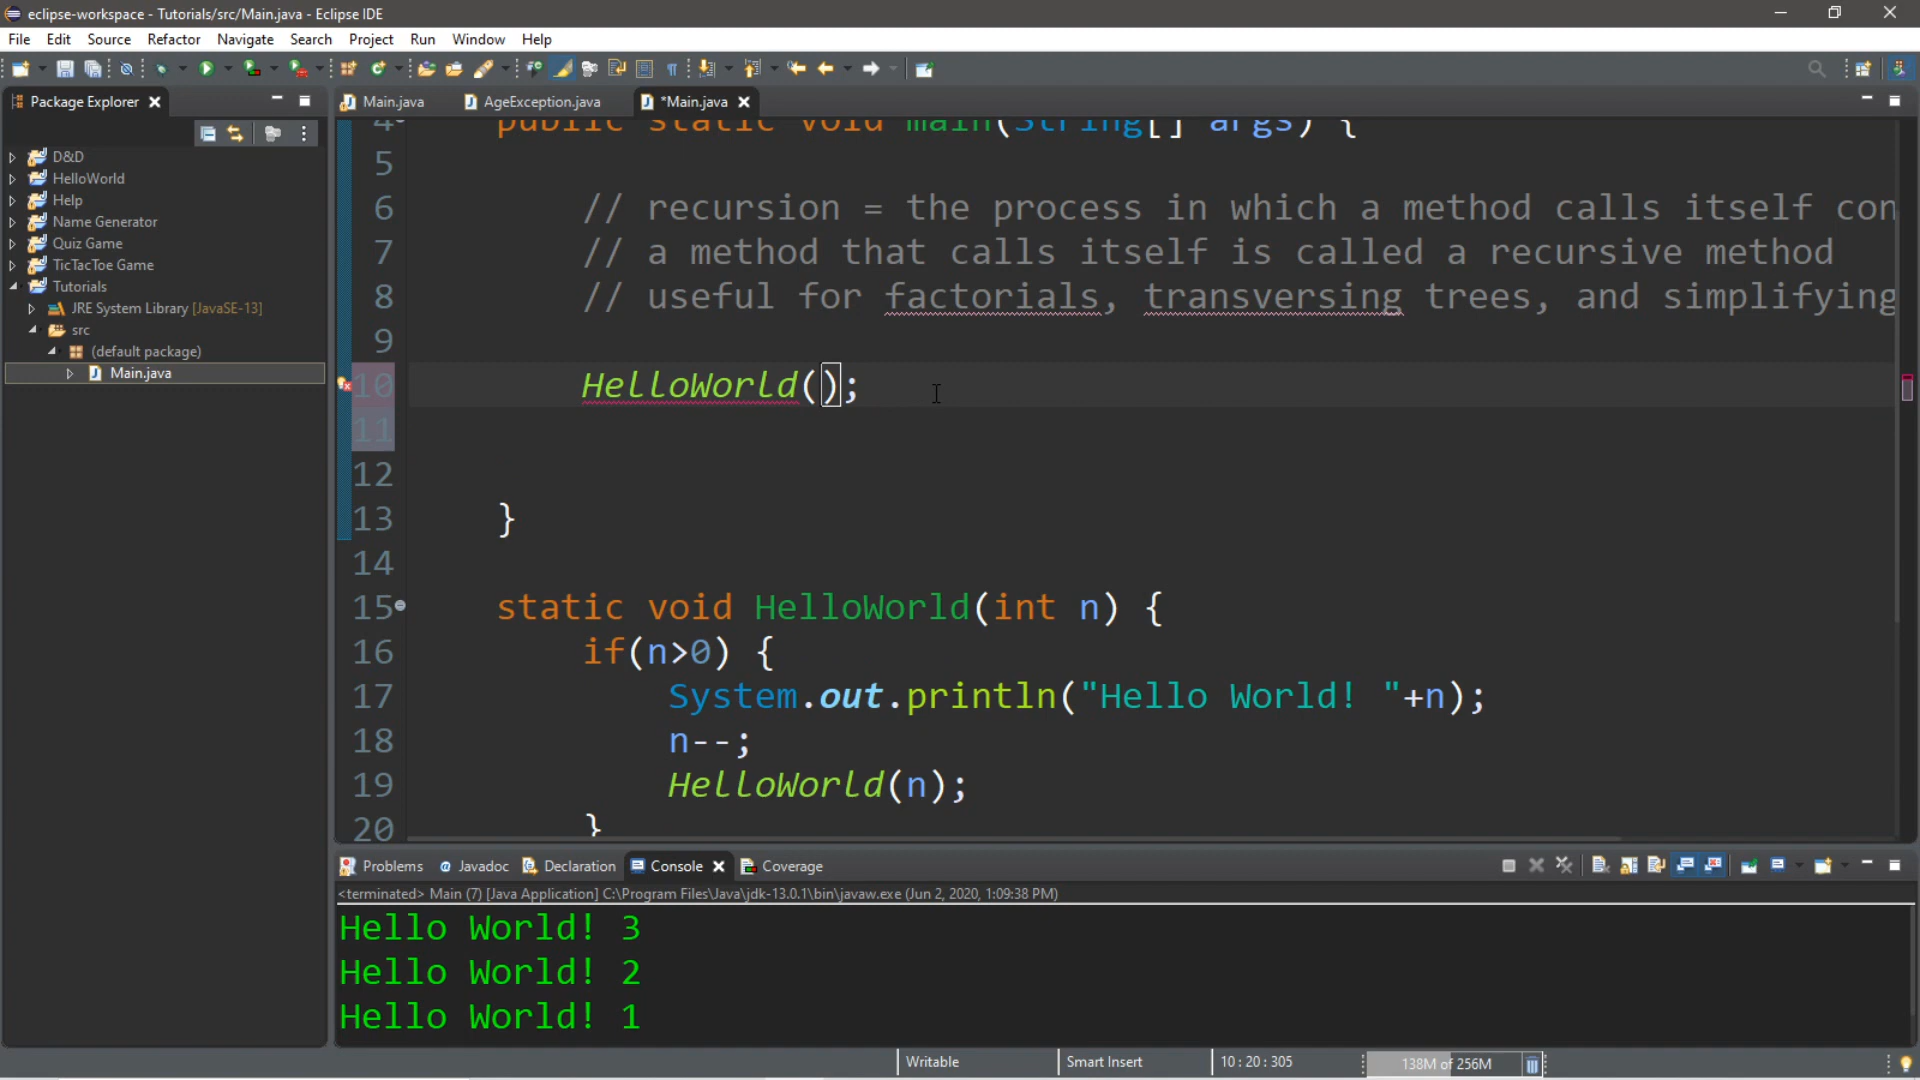 eclipse-workspace - Tutorials/src/Main.java - Eclipse IDE
File Edit Source Refactor Navigate Search Project Run Window Help
Package Explorer
Main.java AgeException.java *Main.java
D&D
HelloWorld
Help
Name Generator
Quiz Game
TicTacToe Game
Tutorials
JRE System Library [JavaSE-13]
src
(default package)
Main.java
4 public static void main(String[] args) {
5
6 // recursion = the process in which a method calls itself con
7 // a method that calls itself is called a recursive method
8 // useful for factorials, transversing trees, and simplifying
9
10 HelloWorld();
11
12
13 }
14
15 static void HelloWorld(int n) {
16 if(n>0) {
17 System.out.println("Hello World! "+n);
18 n--;
19 HelloWorld(n);
20 }
Problems @ Javadoc Declaration Console Coverage
<terminated> Main (7) [Java Application] C:\Program Files\Java\jdk-13.0.1\bin\javaw.exe (Jun 2, 2020, 1:09:38 PM)
Hello World! 3
Hello World! 2
Hello World! 1
Writable Smart Insert 10 : 20 : 305 138M of 256M